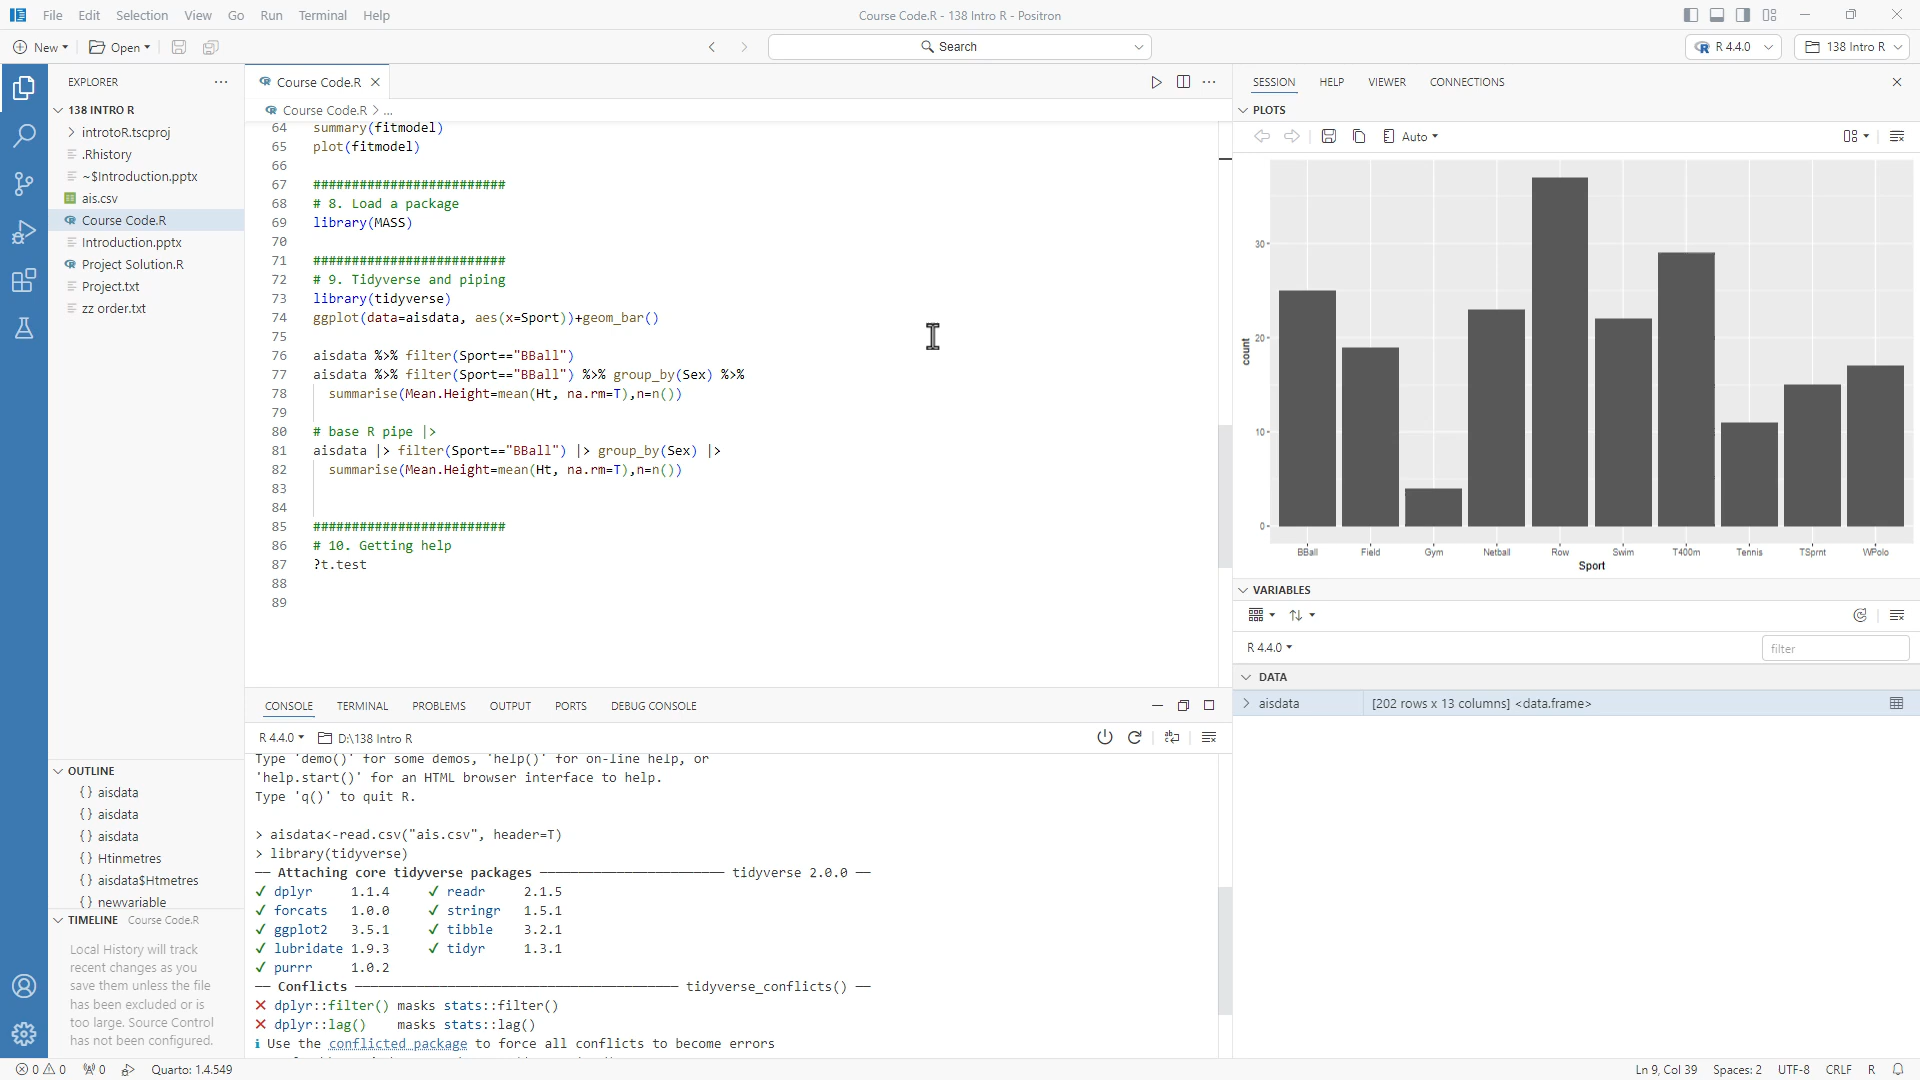 File Edit Selection View Go Run Terminal Help
Course Code.R - 138 Intro R - Positron
New Open Search R 4.4.0 138 Intro R
EXPLORER
138 INTRO R
introtoR.tscproj
.Rhistory
~$Introduction.pptx
ais.csv
Course Code.R
Introduction.pptx
Project Solution.R
Project.txt
zz order.txt
OUTLINE
{} aisdata
{} aisdata
{} aisdata
{} Htinmetres
{} aisdata$Htmetres
{} newvariable
TIMELINE Course Code.R
Local History will track
recent changes as you
save them unless the file
has been excluded or is
too large. Source Control
has not been configured.
Course Code.R
Course Code.R > ...
64 summary(fitmodel)
65 plot(fitmodel)
66
67 #########################
68 # 8. Load a package
69 library(MASS)
70
71 #########################
72 # 9. Tidyverse and piping
73 library(tidyverse)
74 ggplot(data=aisdata, aes(x=Sport))+geom_bar()
75
76 aisdata %>% filter(Sport=="BBall")
77 aisdata %>% filter(Sport=="BBall") %>% group_by(Sex) %>%
78 summarise(Mean.Height=mean(Ht, na.rm=T),n=n())
79
80 # base R pipe |>
81 aisdata |> filter(Sport=="BBall") |> group_by(Sex) |>
82 summarise(Mean.Height=mean(Ht, na.rm=T),n=n())
83
84
85 #########################
86 # 10. Getting help
87 ?t.test
88
89
CONSOLE TERMINAL PROBLEMS OUTPUT PORTS DEBUG CONSOLE
R 4.4.0 D:\138 Intro R
Type 'demo()' for some demos, 'help()' for on-line help, or
'help.start()' for an HTML browser interface to help.
Type 'q()' to quit R.
> aisdata<-read.csv("ais.csv", header=T)
> library(tidyverse)
── Attaching core tidyverse packages ──────────────────────── tidyverse 2.0.0 ──
✓ dplyr 1.1.4 ✓ readr 2.1.5
✓ forcats 1.0.0 ✓ stringr 1.5.1
✓ ggplot2 3.5.1 ✓ tibble 3.2.1
✓ lubridate 1.9.3 ✓ tidyr 1.3.1
✓ purrr 1.0.2
── Conflicts ────────────────────────────────────────── tidyverse_conflicts() ──
✗ dplyr::filter() masks stats::filter()
✗ dplyr::lag() masks stats::lag()
i Use the conflicted package to force all conflicts to become errors
SESSION HELP VIEWER CONNECTIONS
PLOTS
Auto
30
20
10
0
count
BBall Field Gym Netball Row Swim T400m Tennis TSprnt WPolo
Sport
VARIABLES
R 4.4.0 filter
DATA
aisdata [202 rows x 13 columns] <data.frame>
0 0 0 Quarto: 1.4.549 Ln 9, Col 39 Spaces: 2 UTF-8 CRLF R